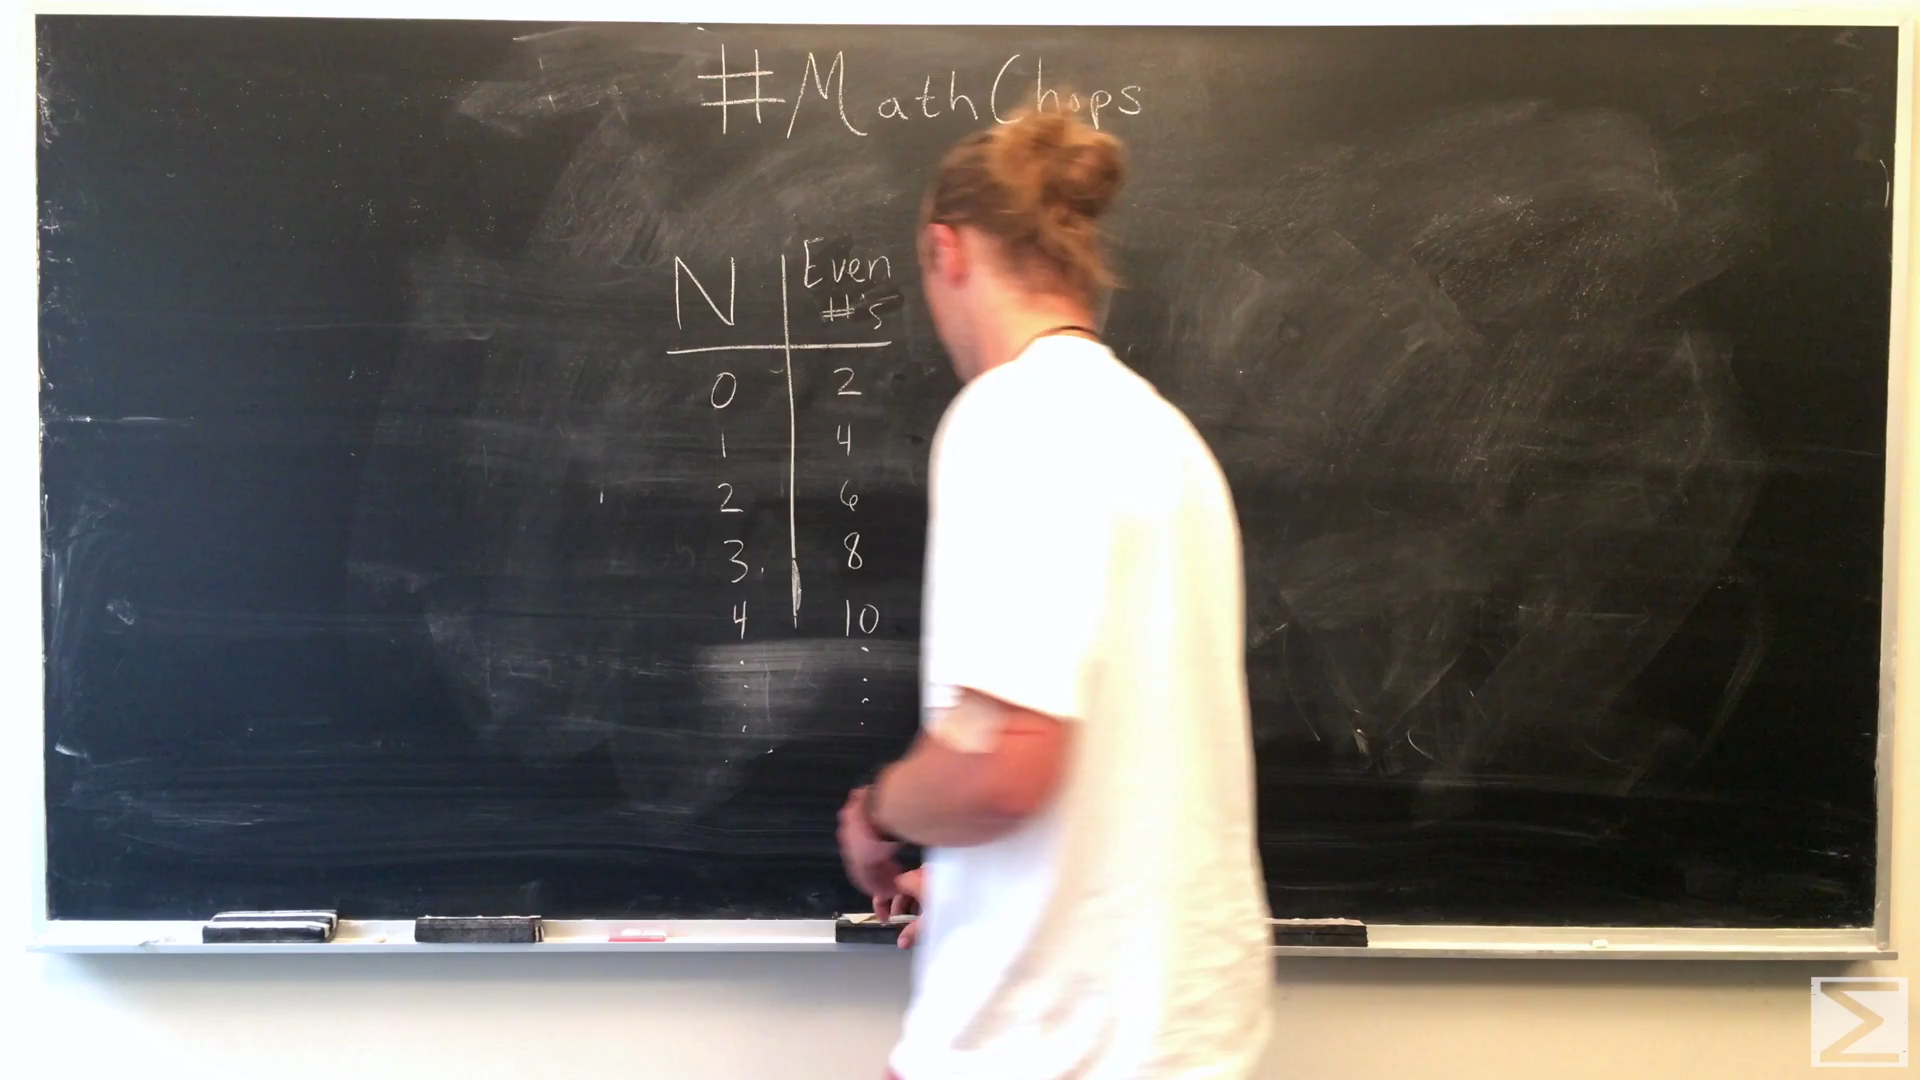 #MathChops
N Even
#'s
0 2
1 4
2 6
3. 8
4 10
Σ